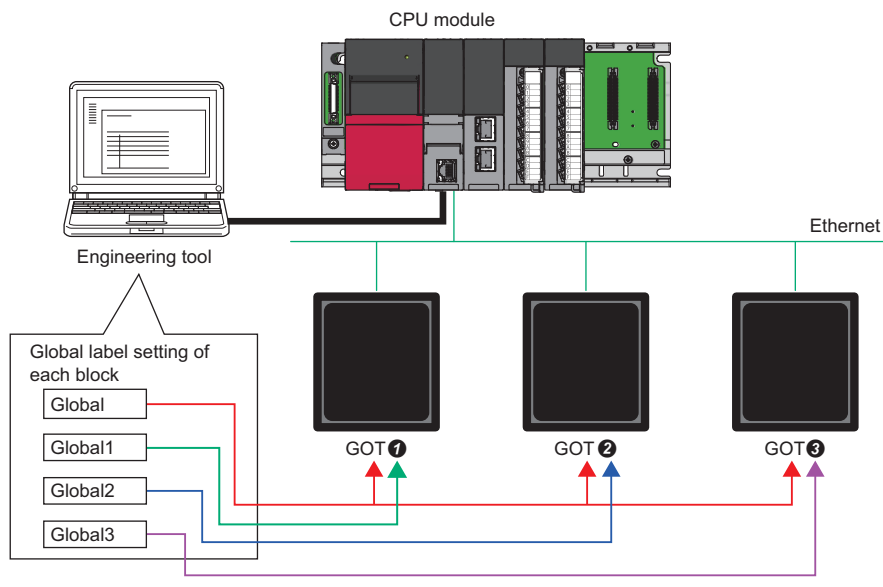 CPU module
Ethernet
Engineering tool
Global label setting of
each block
Global
Global1
Global2
Global3
GOT❶
GOT❷
GOT❸